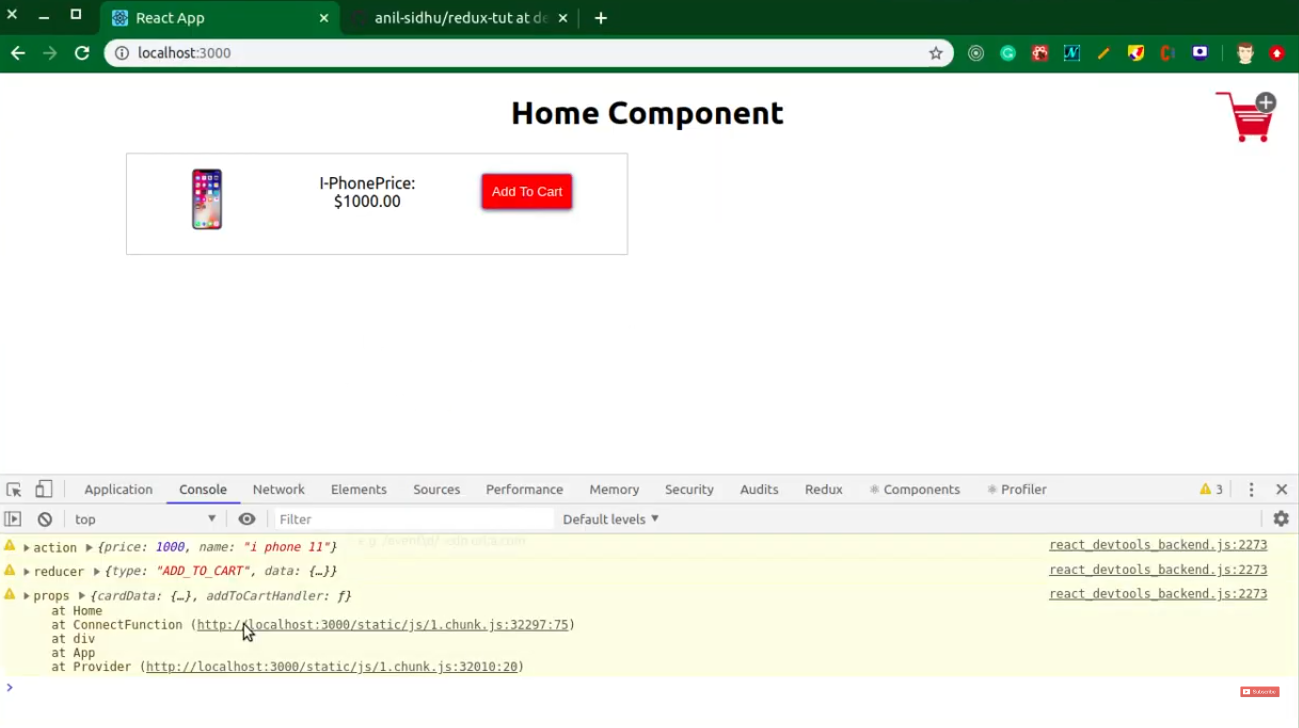 React App
anil-sidhu/redux-tut at de
localhost:3000
Home Component
I-PhonePrice:
$1000.00
Add To Cart
Application Console Network Elements Sources Performance Memory Security Audits Redux Components Profiler 3
top Filter Default levels
action {price: 1000, name: "i phone 11"} react_devtools_backend.js:2273
reducer {type: "ADD_TO_CART", data: {…}} react_devtools_backend.js:2273
props {cardData: {…}, addToCartHandler: ƒ} react_devtools_backend.js:2273
at Home
at ConnectFunction (http://localhost:3000/static/js/1.chunk.js:32297:75)
at div
at App
at Provider (http://localhost:3000/static/js/1.chunk.js:32010:20)
Subscribe